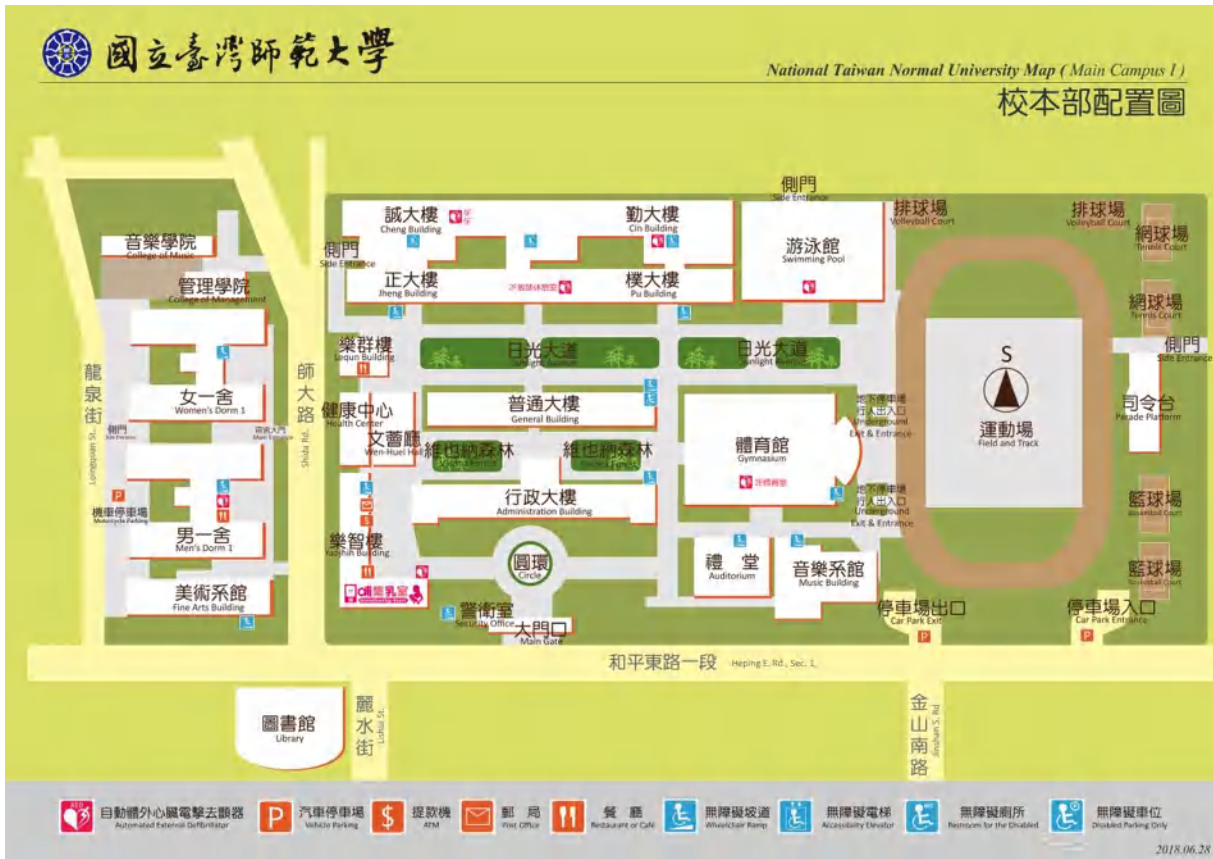 國立臺灣師範大學
National Taiwan Normal University Map ( Main Campus I )
校本部配置圖
側門
Side Entrance
誠大樓
Cheng Building
勤大樓
Cin Building
排球場
Volleyball Court
排球場
Volleyball Court
網球場
Tennis Court
音樂學院
College of Music
側門
Side Entrance
游泳館
Swimming Pool
管理學院
College of Management
正大樓
Jheng Building
樸大樓
Pu Building
網球場
Tennis Court
樂群樓
Lequn Building
日光大道
Sunlight Avenue
日光大道
Sunlight Avenue
S
側門
Side Entrance
龍泉街
Longquan St.
師大路
Shida Rd.
女一舍
Women's Dorm 1
健康中心
Health Center
普通大樓
General Building
地下停車場
行人出入口
Underground
Exit & Entrance
司令台
Parade Platform
運動場
Field and Track
側門
文薈廳
Wen-Huei Hall
維也納森林
維也納森林
體育館
Gymnasium
機車停車場
Motorcycle Parking
行政大樓
Administration Building
地下停車場
行人出入口
Underground
Exit & Entrance
籃球場
Basketball Court
男一舍
Men's Dorm 1
樂智樓
圓環
Circle
禮 堂
Auditorium
音樂系館
Music Building
籃球場
Basketball Court
美術系館
Fine Arts Building
哺集乳室
警衛室
Security Office
大門口
Main Gate
停車場出口
Car Park Exit
停車場入口
Car Park Entrance
和平東路一段 Heping E. Rd., Sec. 1,
圖書館
Library
麗水街
Lishui St.
金山南路
Jinshan S. Rd
自動體外心臟電擊去顫器
Automated External Defibrillator
汽車停車場
Vehicle Parking
提款機
ATM
郵 局
Post Office
餐 廳
Restaurant or Café
無障礙坡道
Wheelchair Ramp
無障礙電梯
Accessibility Elevator
無障礙廁所
Restroom for the Disabled
無障礙車位
Disabled Parking Only
2018.06.28